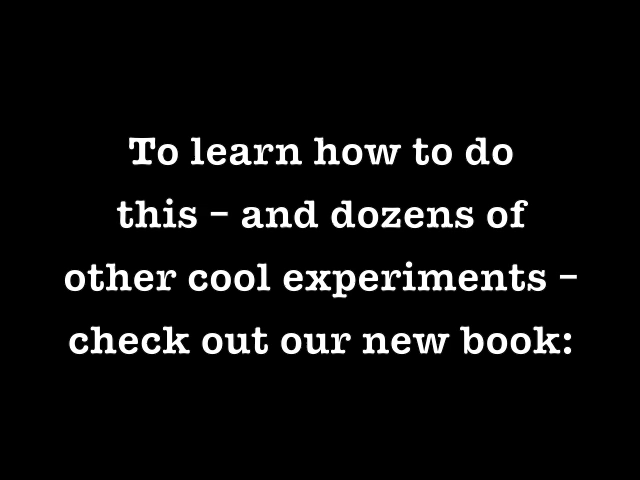 To learn how to do
this – and dozens of
other cool experiments –
check out our new book: